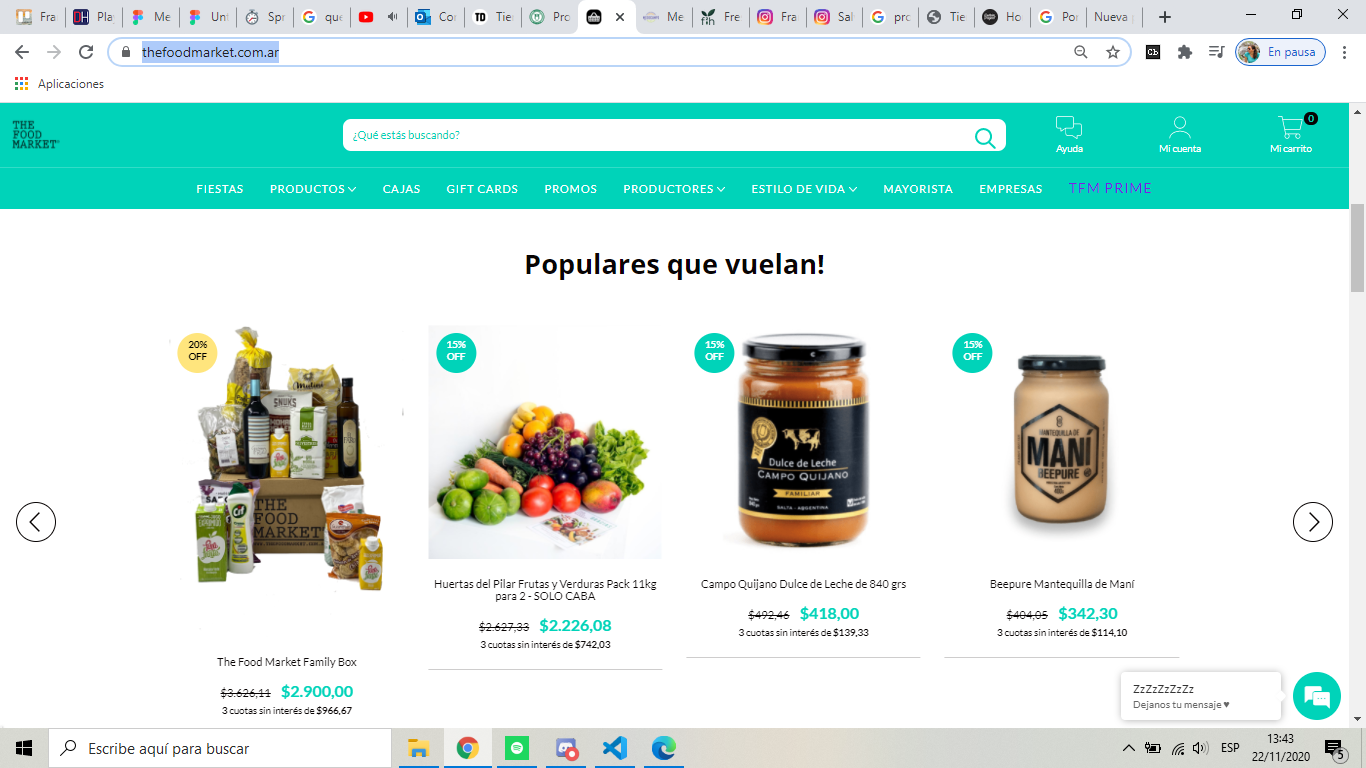 Fra
Pla
Me
Unt
Spr
que
Cor
Tie
Pro
Me
Fre
Fra
Sal
pro
Tie
Ho
Por
Nueva
thefoodmarket.com.ar
En pausa
Aplicaciones
THE
FOOD
MARKET
¿Qué estás buscando?
Ayuda
Mi cuenta
0
Mi carrito
FIESTAS PRODUCTOS CAJAS GIFT CARDS PROMOS PRODUCTORES ESTILO DE VIDA MAYORISTA EMPRESAS TFM PRIME
Populares que vuelan!
20%
OFF
THE
FOOD
MARKET
Cif
The Food Market Family Box
$3.626,11 $2.900,00
3 cuotas sin interés de $966,67
15%
OFF
Huertas del Pilar Frutas y Verduras Pack 11kg
para 2 - SOLO CABA
$2.627,33 $2.226,08
3 cuotas sin interés de $742,03
15%
OFF
Dulce de Leche
CAMPO QUIJANO
FAMILIAR
SALTA - ARGENTINA
Campo Quijano Dulce de Leche de 840 grs
$492,46 $418,00
3 cuotas sin interés de $139,33
15%
OFF
MANTEQUILLA DE
MANÍ
BEEPURE
Beepure Mantequilla de Maní
$404,05 $342,30
3 cuotas sin interés de $114,10
ZzZzZzZzZz
Dejanos tu mensaje ♥
Escribe aquí para buscar
ESP
13:43
22/11/2020
5